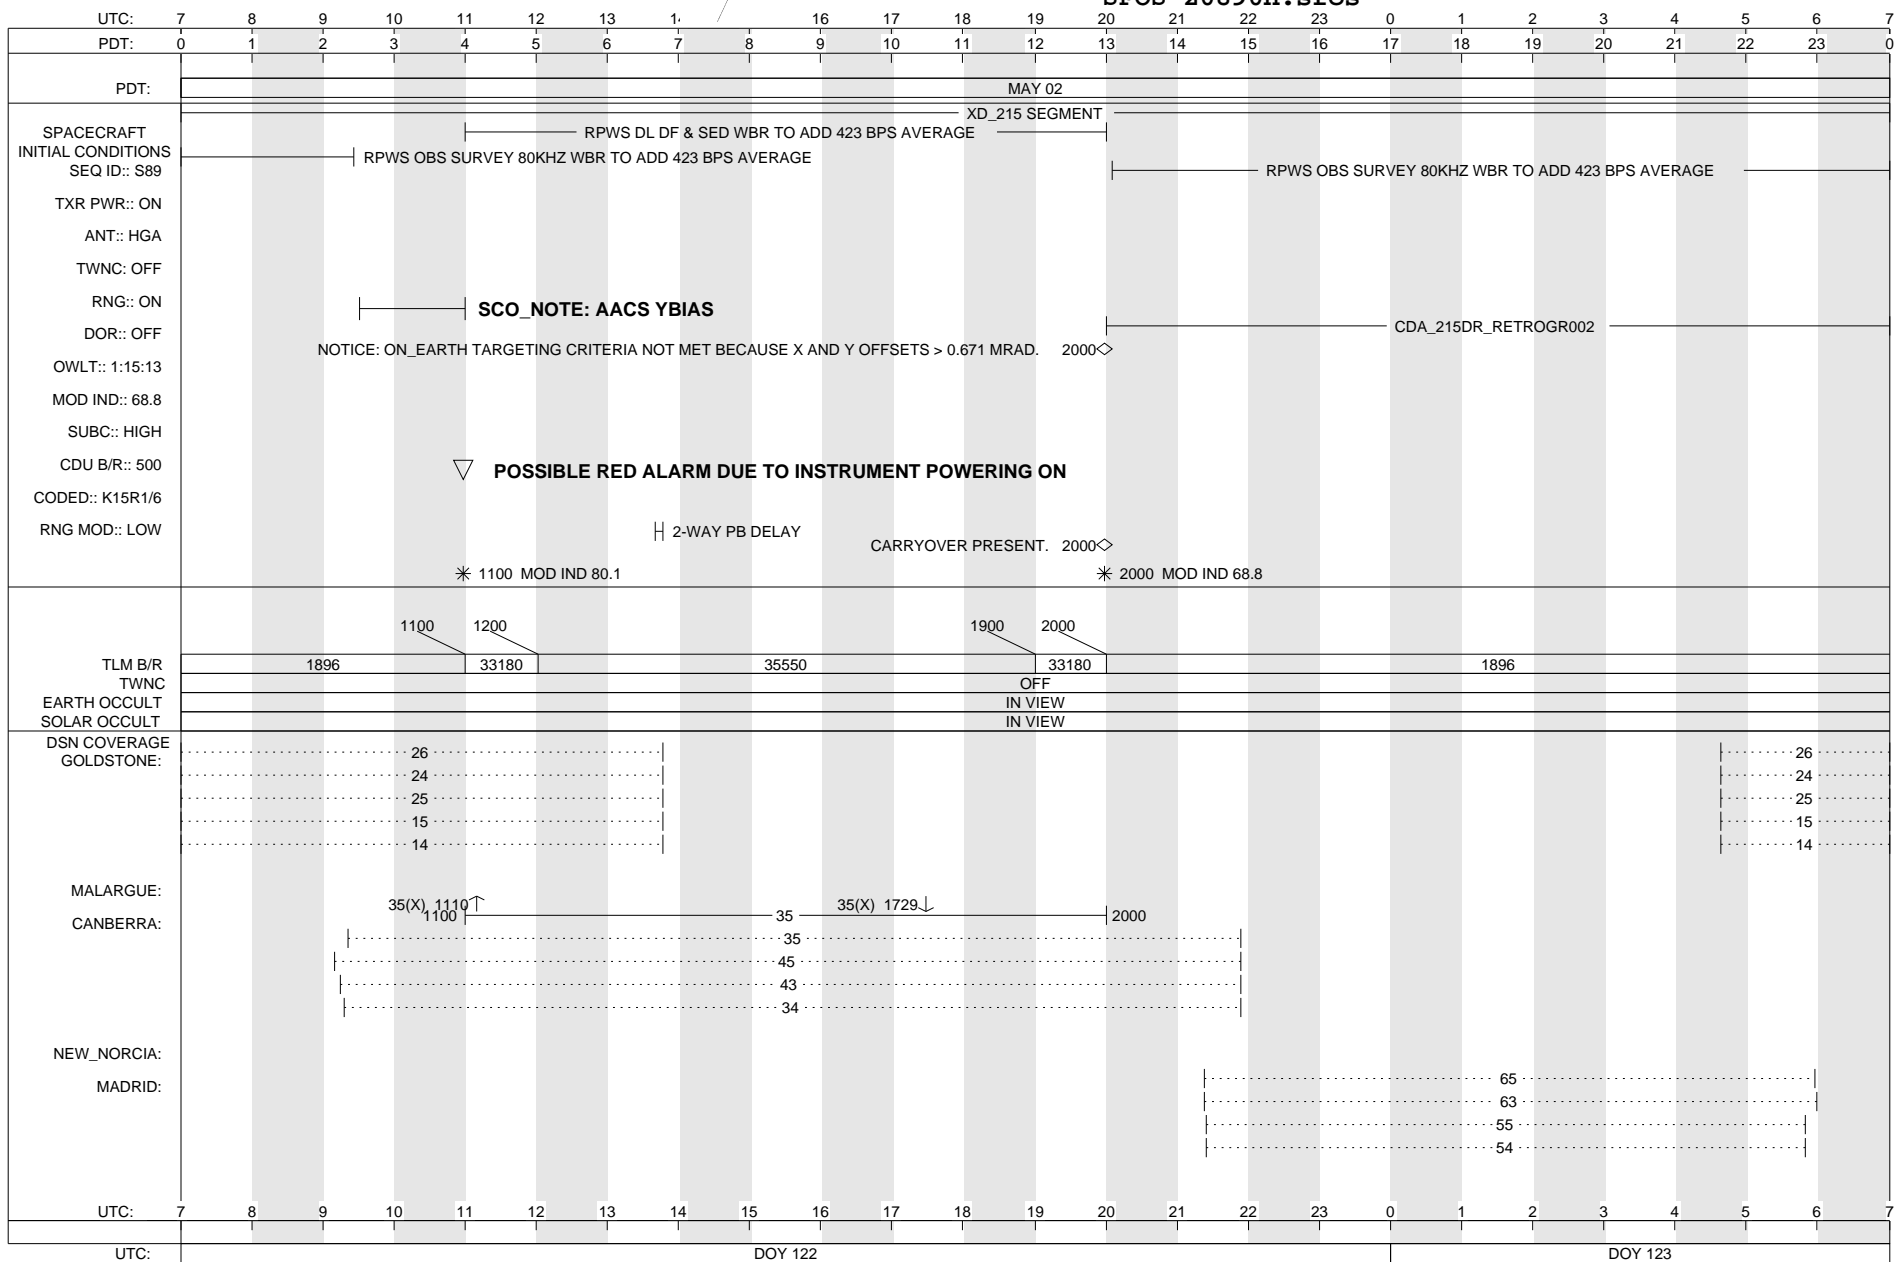 UTC: 7 8 9 10 11 12 13 16 17 18 19 20 21 22 23 0 1 2 3 4 5 6 7
PDT: 0 1 2 3 4 5 6 7 8 9 10 11 12 13 14 15 16 17 18 19 20 21 22 23 0
PDT: MAY 02
XD_215 SEGMENT
SPACECRAFT RPWS DL DF & SED WBR TO ADD 423 BPS AVERAGE
INITIAL CONDITIONS RPWS OBS SURVEY 80KHZ WBR TO ADD 423 BPS AVERAGE
SEQ ID:: S89 RPWS OBS SURVEY 80KHZ WBR TO ADD 423 BPS AVERAGE
TXR PWR:: ON
ANT:: HGA
TWNC: OFF
RNG:: ON SCO_NOTE: AACS YBIAS
DOR:: OFF CDA_215DR_RETROGR002
NOTICE: ON_EARTH TARGETING CRITERIA NOT MET BECAUSE X AND Y OFFSETS > 0.671 MRAD. 2000
OWLT:: 1:15:13
MOD IND:: 68.8
SUBC:: HIGH
CDU B/R:: 500 POSSIBLE RED ALARM DUE TO INSTRUMENT POWERING ON
CODED:: K15R1/6
RNG MOD:: LOW 2-WAY PB DELAY
CARRYOVER PRESENT. 2000
1100 MOD IND 80.1 2000 MOD IND 68.8
1100 1200 1900 2000
TLM B/R 1896 33180 35550 33180 1896
TWNC OFF
EARTH OCCULT IN VIEW
SOLAR OCCULT IN VIEW
DSN COVERAGE
GOLDSTONE: 26 26
24 24
25 25
15 15
14 14
MALARGUE:
35(X) 1110 35(X) 1729
CANBERRA: 1100 35 2000
35
45
43
34
NEW_NORCIA:
MADRID: 65
63
55
54
UTC: 7 8 9 10 11 12 13 14 15 16 17 18 19 20 21 22 23 0 1 2 3 4 5 6 7
UTC: DOY 122 DOY 123